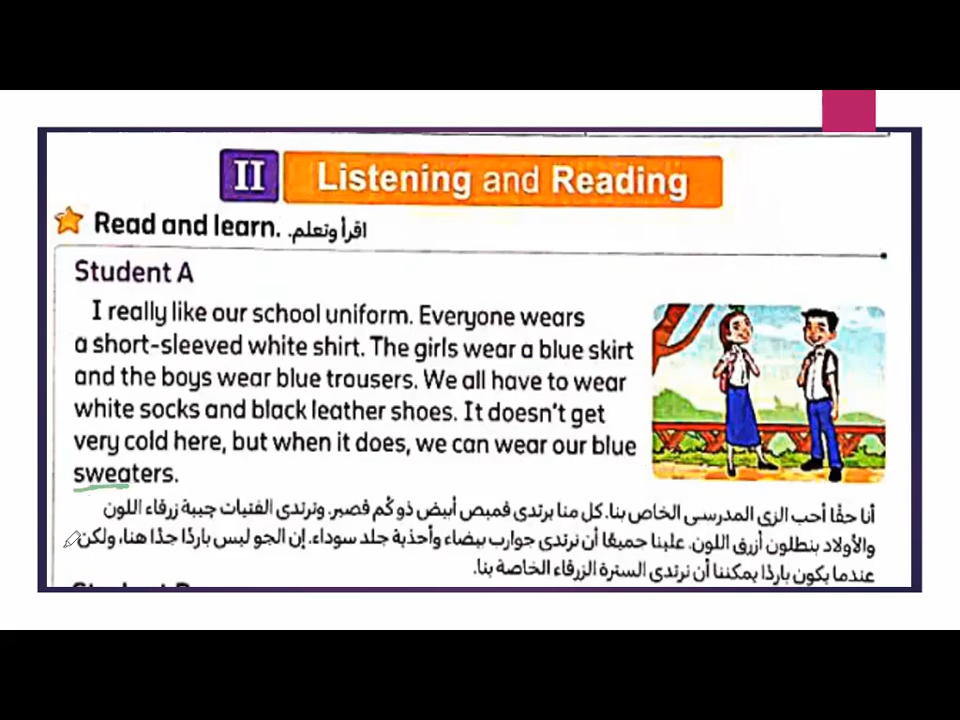 II Listening and Reading
Read and learn. اقرأ وتعلم.
Student A
I really like our school uniform. Everyone wears
a short-sleeved white shirt. The girls wear a blue skirt
and the boys wear blue trousers. We all have to wear
white socks and black leather shoes. It doesn't get
very cold here, but when it does, we can wear our blue
sweaters.
أنا حقًا أحب الزى المدرسى الخاص بنا. كل منا يرتدى قميص أبيض ذو كُم قصير. وترتدى الفتيات جيبة زرقاء اللون
والأولاد بنطلون أزرق اللون. علينا جميعًا أن نرتدى جوارب بيضاء وأحذية جلد سوداء. إن الجو ليس باردًا جدًا هنا، ولكن
عندما يكون باردًا يمكننا أن نرتدى السترة الزرقاء الخاصة بنا.